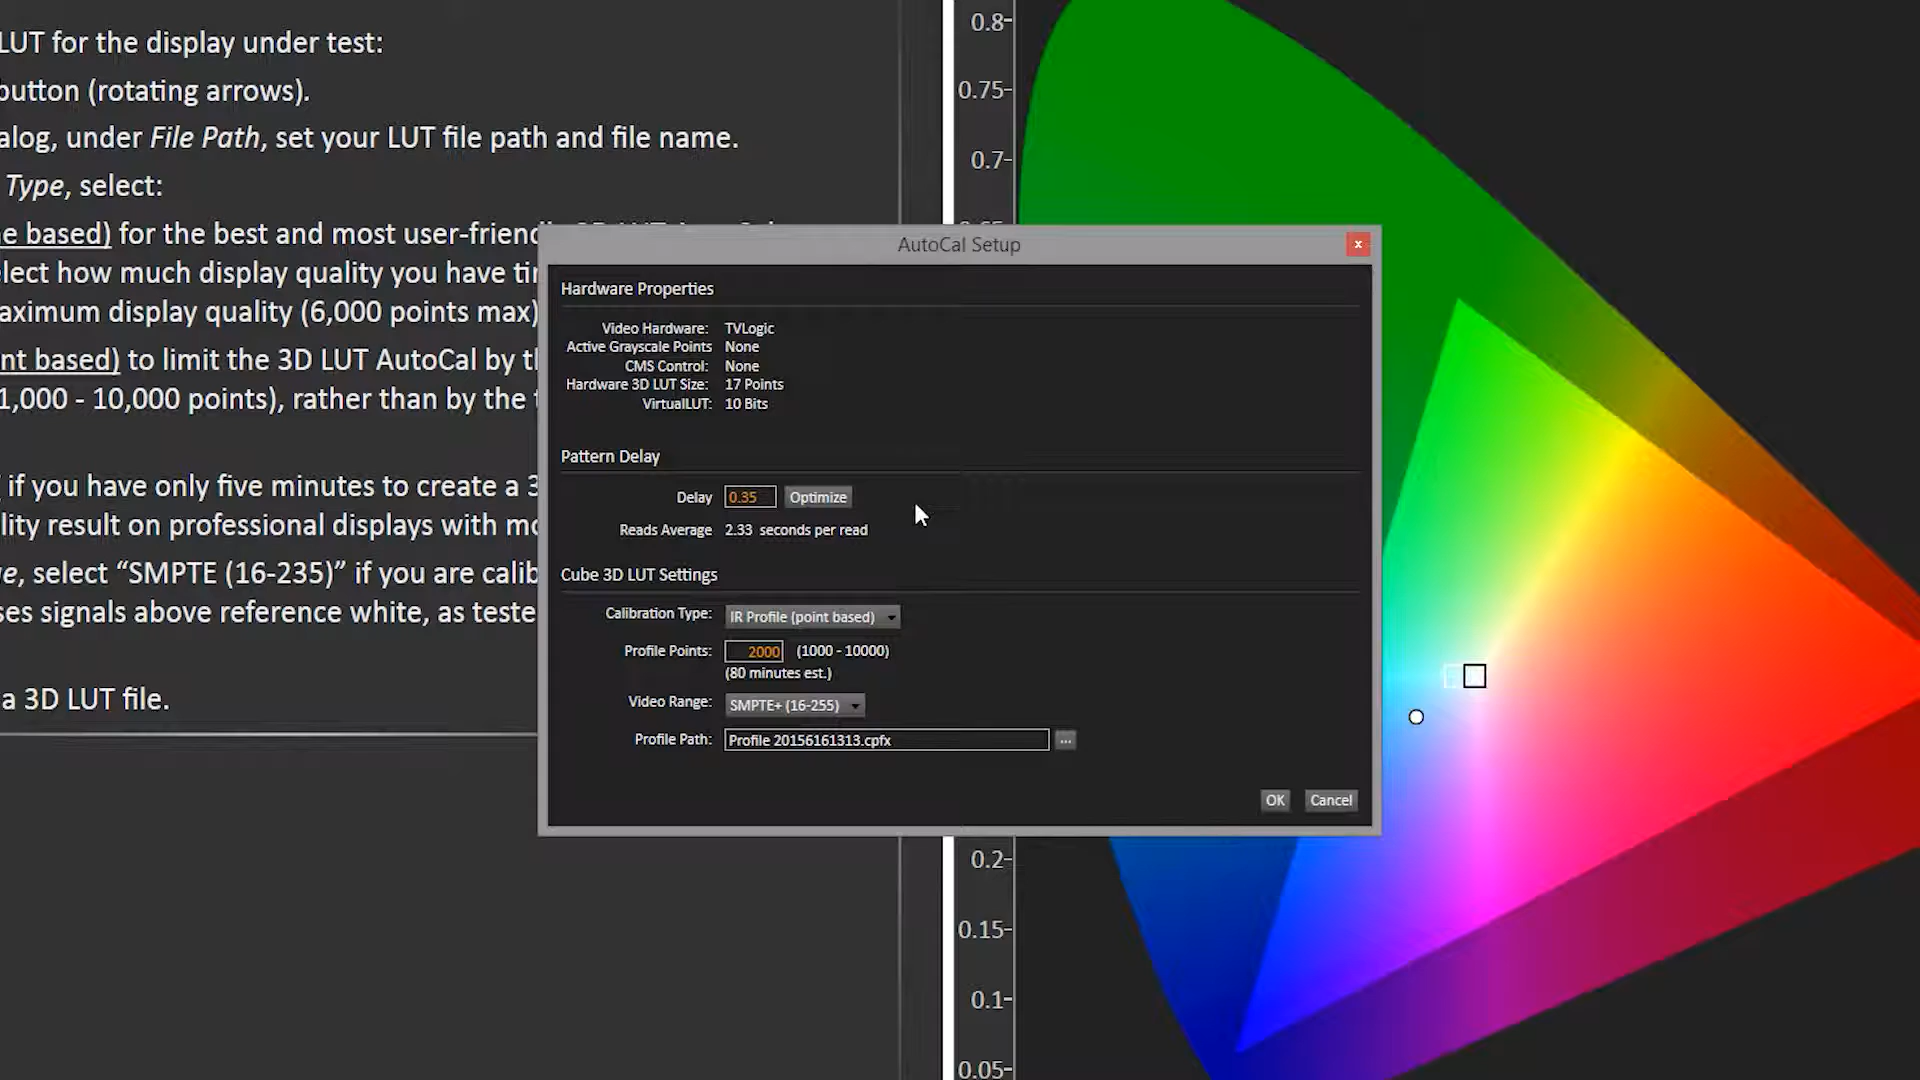 LUT for the display under test:
button (rotating arrows).
alog, under File Path, set your LUT file path and file name.
Type, select:
e based) for the best and most user-friend
elect how much display quality you have ti
aximum display quality (6,000 points max)
nt based) to limit the 3D LUT AutoCal by t
1,000 - 10,000 points), rather than by the
if you have only five minutes to create a 3
lity result on professional displays with mo
e, select “SMPTE (16-235)” if you are calib
ses signals above reference white, as teste
a 3D LUT file.
AutoCal Setup
x
Hardware Properties
Video Hardware: TVLogic
Active Grayscale Points None
CMS Control: None
Hardware 3D LUT Size: 17 Points
VirtualLUT: 10 Bits
Pattern Delay
Delay 0.35 Optimize
Reads Average 2.33 seconds per read
Cube 3D LUT Settings
Calibration Type: IR Profile (point based)
Profile Points: 2000 (1000 - 10000)
(80 minutes est.)
Video Range: SMPTE+ (16-255)
Profile Path: Profile 20156161313.cpfx ...
OK Cancel
0.8
0.75
0.7
0.2
0.15
0.1
0.05